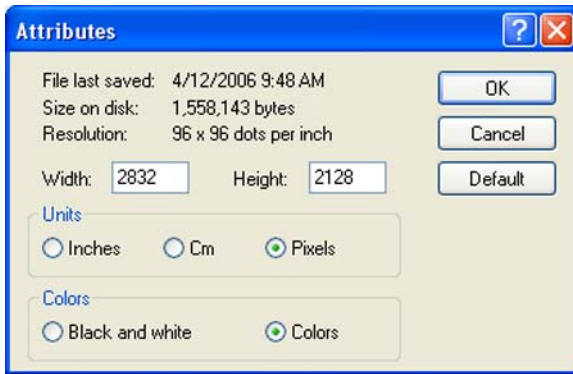 Attributes
File last saved: 4/12/2006 9:48 AM
OK
Size on disk: 1,558,143 bytes
Resolution: 96 x 96 dots per inch
Cancel
Width: 2832 Height: 2128
Default
Units
Inches Cm Pixels
Colors
Black and white Colors